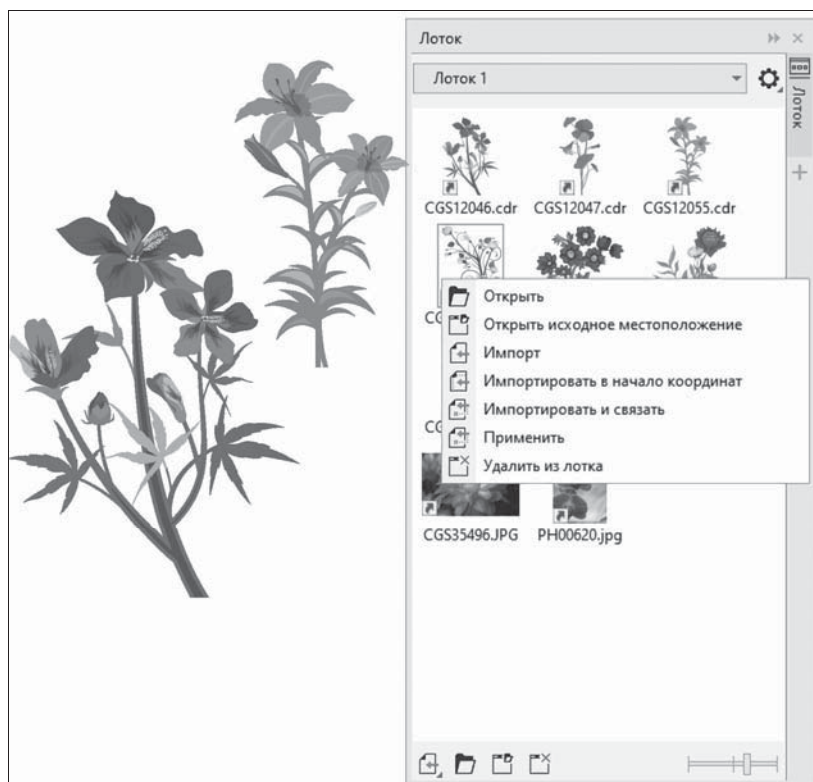 Лоток
Лоток 1
Лоток
CGS12046.cdr
CGS12047.cdr
CGS12055.cdr
Открыть
Открыть исходное местоположение
Импорт
Импортировать в начало координат
Импортировать и связать
Применить
Удалить из лотка
CGS35496.JPG
PH00620.jpg